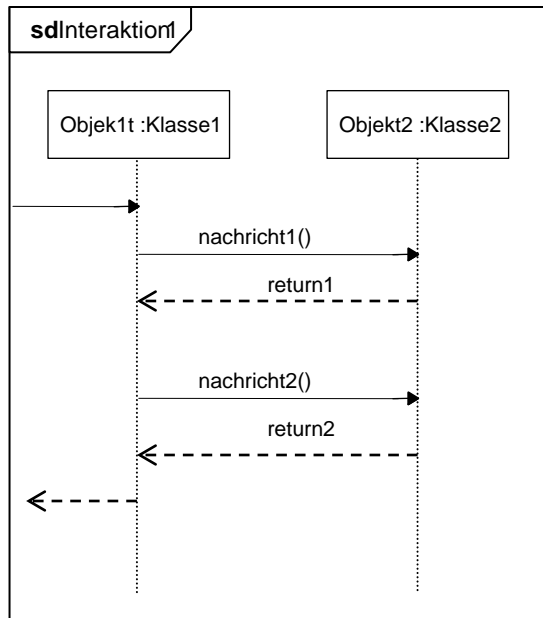 sdInteraktion1
Objek1t :Klasse1
Objekt2 :Klasse2
nachricht1()
return1
nachricht2()
return2